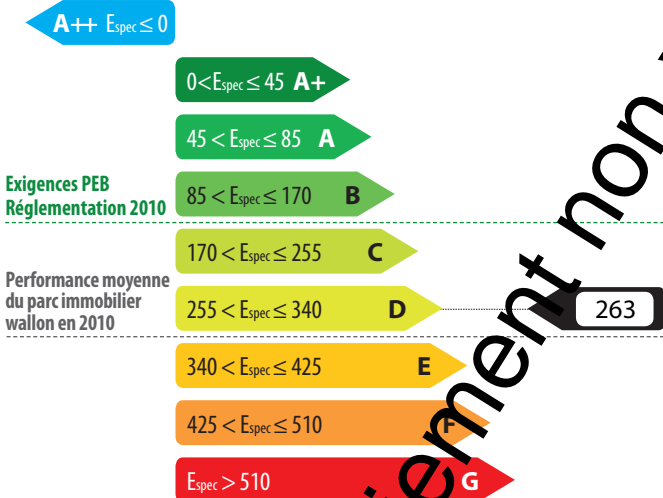 A++ Espec ≤ 0
0<Espec ≤ 45 A+
45 < Espec ≤ 85 A
Exigences PEB
Réglementation 2010
85 < Espec ≤ 170 B
170 < Espec ≤ 255 C
Performance moyenne
du parc immobilier
wallon en 2010
255 < Espec ≤ 340 D
263
340 < Espec ≤ 425 E
425 < Espec ≤ 510 F
Espec > 510 G
non